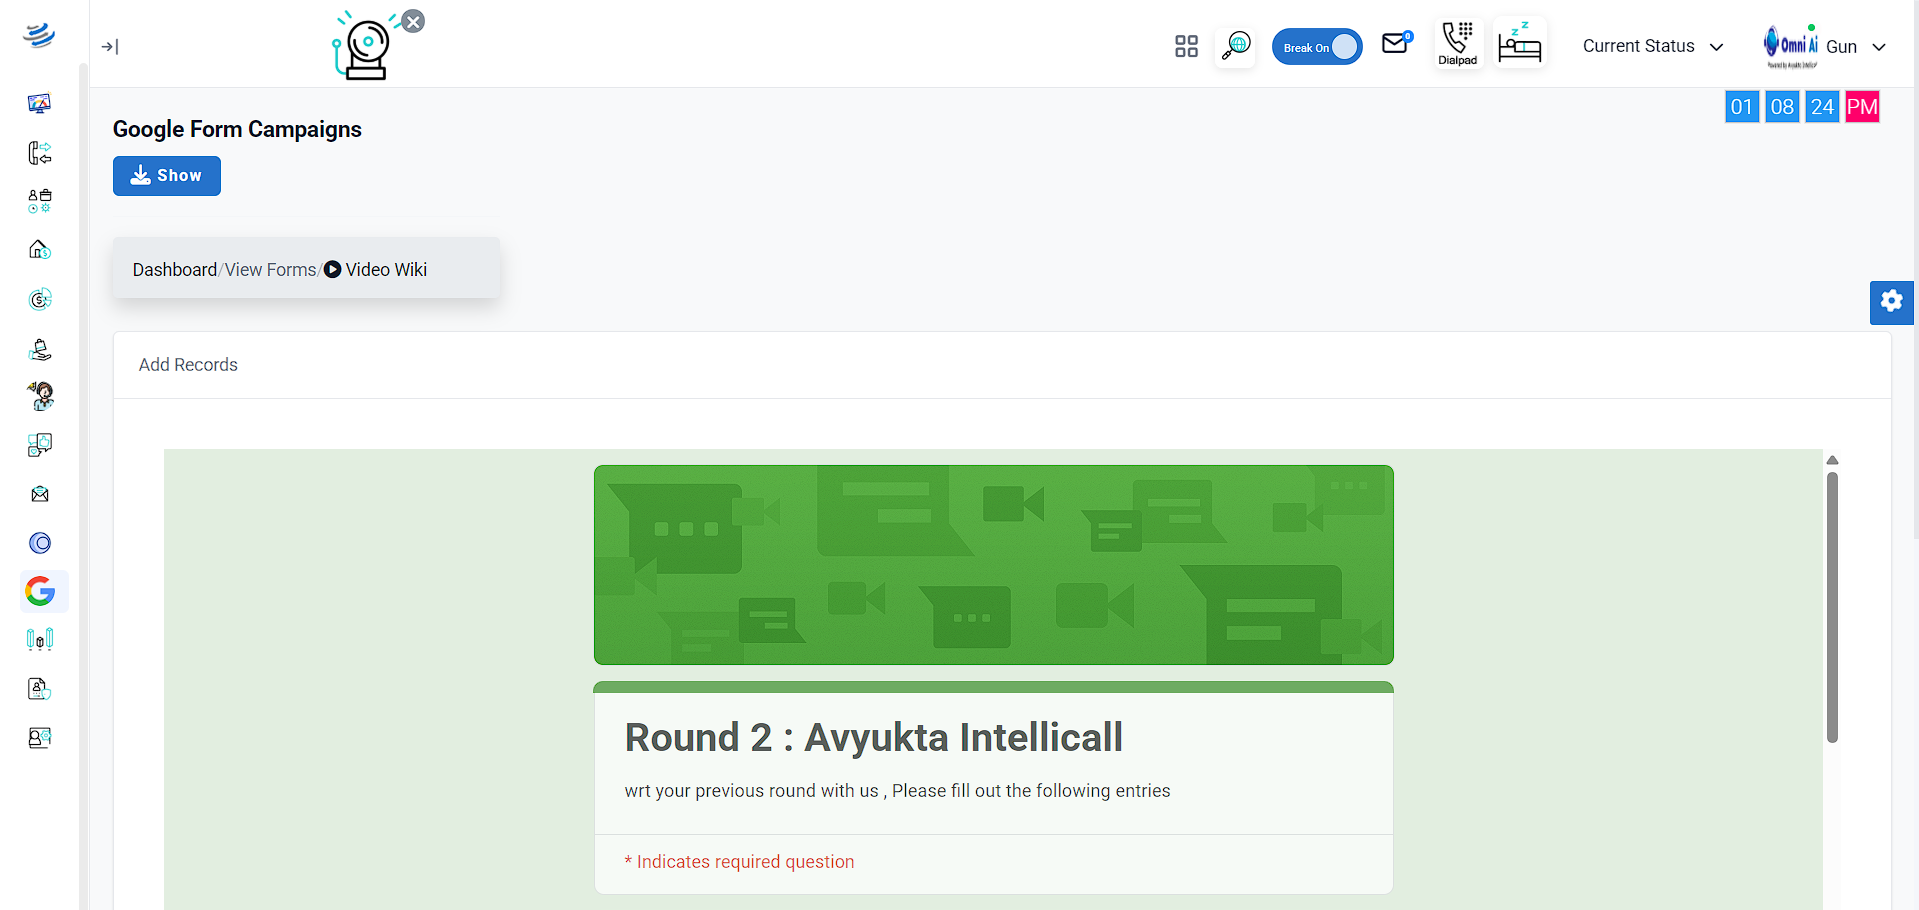 Break On
0
Dialpad
z
z
z
Current Status
Omni Ai
Gun
01 08 24 PM
Google Form Campaigns
Show
Dashboard/View Forms/ Video Wiki
Add Records
Round 2 : Avyukta Intellicall
wrt your previous round with us , Please fill out the following entries
* Indicates required question